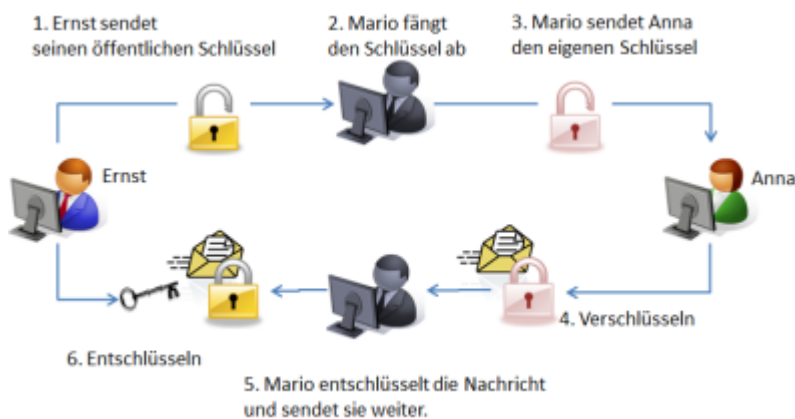 1. Ernst sendet
seinen öffentlichen Schlüssel
2. Mario fängt
den Schlüssel ab
3. Mario sendet Anna
den eigenen Schlüssel
Ernst
Anna
4. Verschlüsseln
6. Entschlüsseln
5. Mario entschlüsselt die Nachricht
und sendet sie weiter.